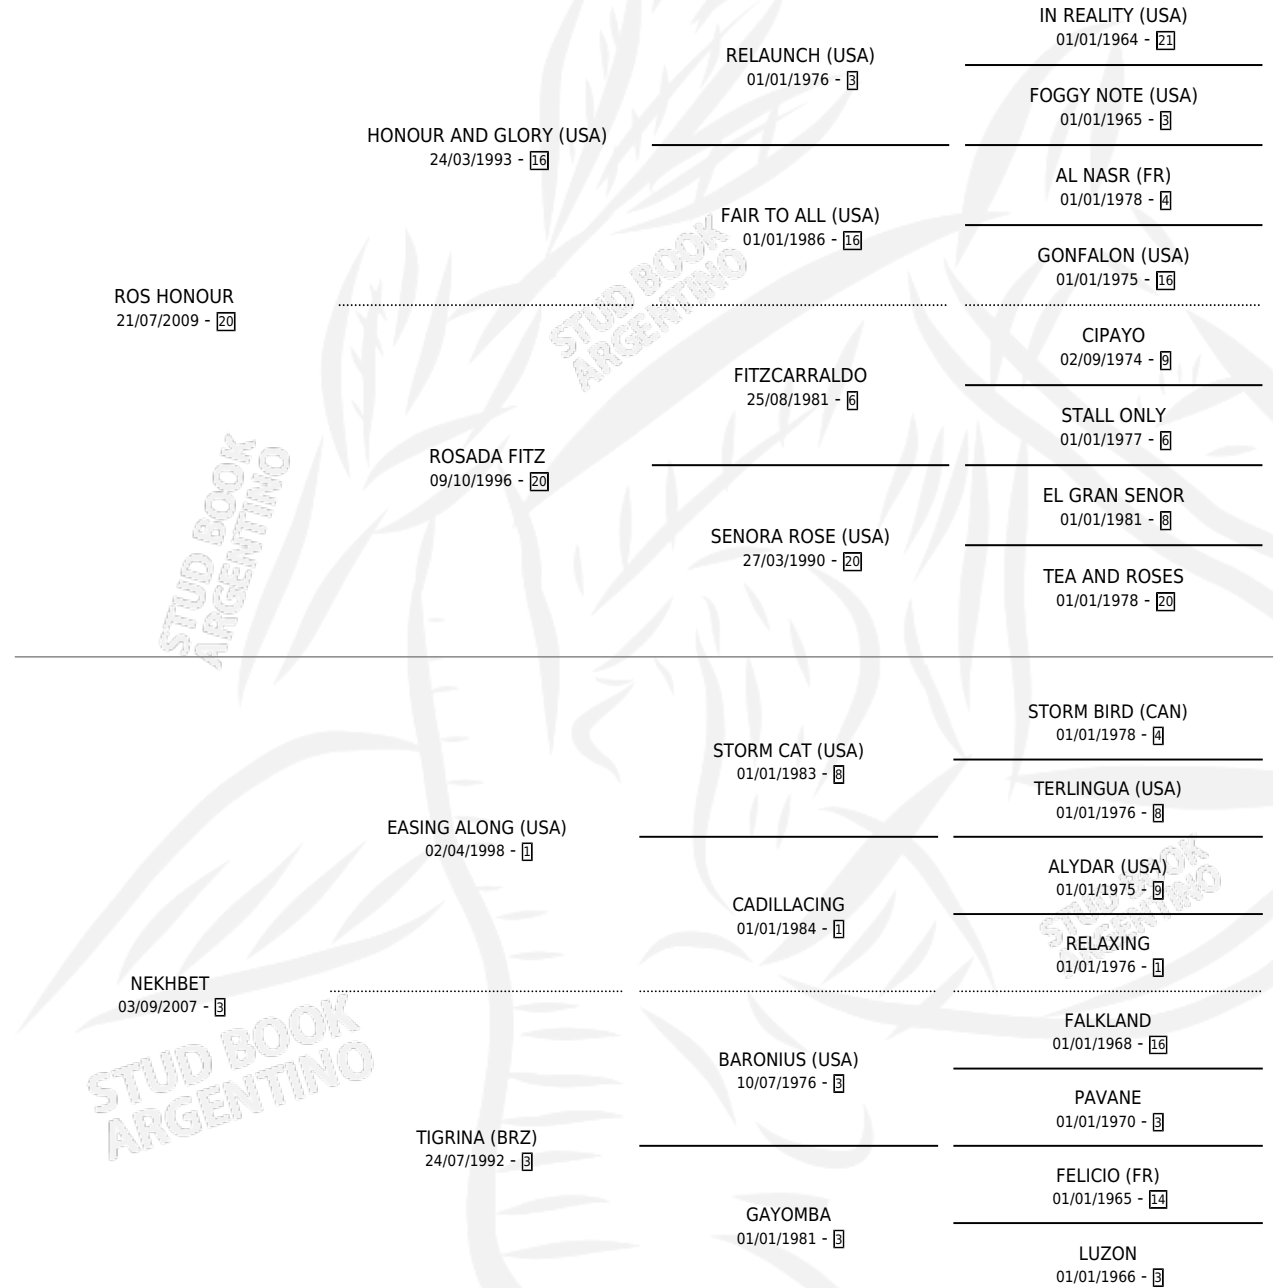 IN REALITY (USA)
01/01/1964 - 21
RELAUNCH (USA)
01/01/1976 - 3
FOGGY NOTE (USA)
01/01/1965 - 3
HONOUR AND GLORY (USA)
24/03/1993 - 16
AL NASR (FR)
01/01/1978 - 4
FAIR TO ALL (USA)
01/01/1986 - 16
GONFALON (USA)
01/01/1975 - 16
ROS HONOUR
21/07/2009 - 20
STUD BOOK
ARGENTINO
CIPAYO
02/09/1974 - 9
FITZCARRALDO
25/08/1981 - 6
STALL ONLY
01/01/1977 - 6
ROSADA FITZ
09/10/1996 - 20
EL GRAN SENOR
01/01/1981 - 8
SENORA ROSE (USA)
27/03/1990 - 20
TEA AND ROSES
01/01/1978 - 20
STUD BOOK
ARGENTINO
STORM BIRD (CAN)
01/01/1978 - 4
STORM CAT (USA)
01/01/1983 - 8
TERLINGUA (USA)
01/01/1976 - 8
EASING ALONG (USA)
02/04/1998 - 1
ALYDAR (USA)
01/01/1975 - 9
CADILLACING
01/01/1984 - 1
STUD BOOK
ARGENTINO
RELAXING
01/01/1976 - 1
NEKHBET
03/09/2007 - 3
FALKLAND
01/01/1968 - 16
BARONIUS (USA)
10/07/1976 - 3
STUD BOOK
ARGENTINO
PAVANE
01/01/1970 - 3
TIGRINA (BRZ)
24/07/1992 - 3
FELICIO (FR)
01/01/1965 - 14
GAYOMBA
01/01/1981 - 3
LUZON
01/01/1966 - 3